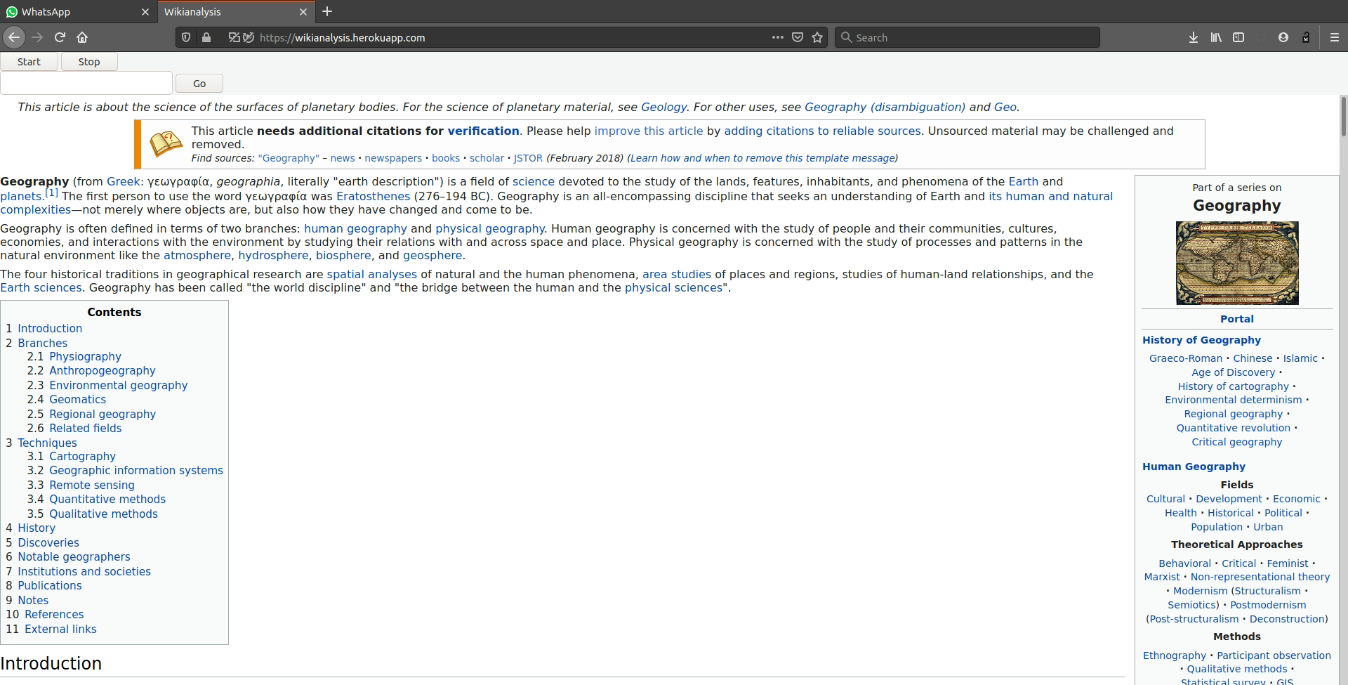 WhatsApp
Wikianalysis
https://wikianalysis.herokuapp.com
Search
Start Stop
Go
This article is about the science of the surfaces of planetary bodies. For the science of planetary material, see Geology. For other uses, see Geography (disambiguation) and Geo.
This article needs additional citations for verification. Please help improve this article by adding citations to reliable sources. Unsourced material may be challenged and
removed.
Find sources: "Geography" – news · newspapers · books · scholar · JSTOR (February 2018) (Learn how and when to remove this template message)
Geography (from Greek: γεωγραφία, geographia, literally "earth description") is a field of science devoted to the study of the lands, features, inhabitants, and phenomena of the Earth and
planets.[1] The first person to use the word γεωγραφία was Eratosthenes (276–194 BC). Geography is an all-encompassing discipline that seeks an understanding of Earth and its human and natural
complexities—not merely where objects are, but also how they have changed and come to be.
Geography is often defined in terms of two branches: human geography and physical geography. Human geography is concerned with the study of people and their communities, cultures,
economies, and interactions with the environment by studying their relations with and across space and place. Physical geography is concerned with the study of processes and patterns in the
natural environment like the atmosphere, hydrosphere, biosphere, and geosphere.
The four historical traditions in geographical research are spatial analyses of natural and the human phenomena, area studies of places and regions, studies of human-land relationships, and the
Earth sciences. Geography has been called "the world discipline" and "the bridge between the human and the physical sciences".
Contents
1 Introduction
2 Branches
2.1 Physiography
2.2 Anthropogeography
2.3 Environmental geography
2.4 Geomatics
2.5 Regional geography
2.6 Related fields
3 Techniques
3.1 Cartography
3.2 Geographic information systems
3.3 Remote sensing
3.4 Quantitative methods
3.5 Qualitative methods
4 History
5 Discoveries
6 Notable geographers
7 Institutions and societies
8 Publications
9 Notes
10 References
11 External links
Introduction
Part of a series on
Geography
Portal
History of Geography
Graeco-Roman · Chinese · Islamic ·
Age of Discovery ·
History of cartography ·
Environmental determinism ·
Regional geography ·
Quantitative revolution ·
Critical geography
Human Geography
Fields
Cultural · Development · Economic ·
Health · Historical · Political ·
Population · Urban
Theoretical Approaches
Behavioral · Critical · Feminist ·
Marxist · Non-representational theory
· Modernism (Structuralism ·
Semiotics) · Postmodernism
(Post-structuralism · Deconstruction)
Methods
Ethnography · Participant observation
· Qualitative methods ·
Statistical survey · GIS